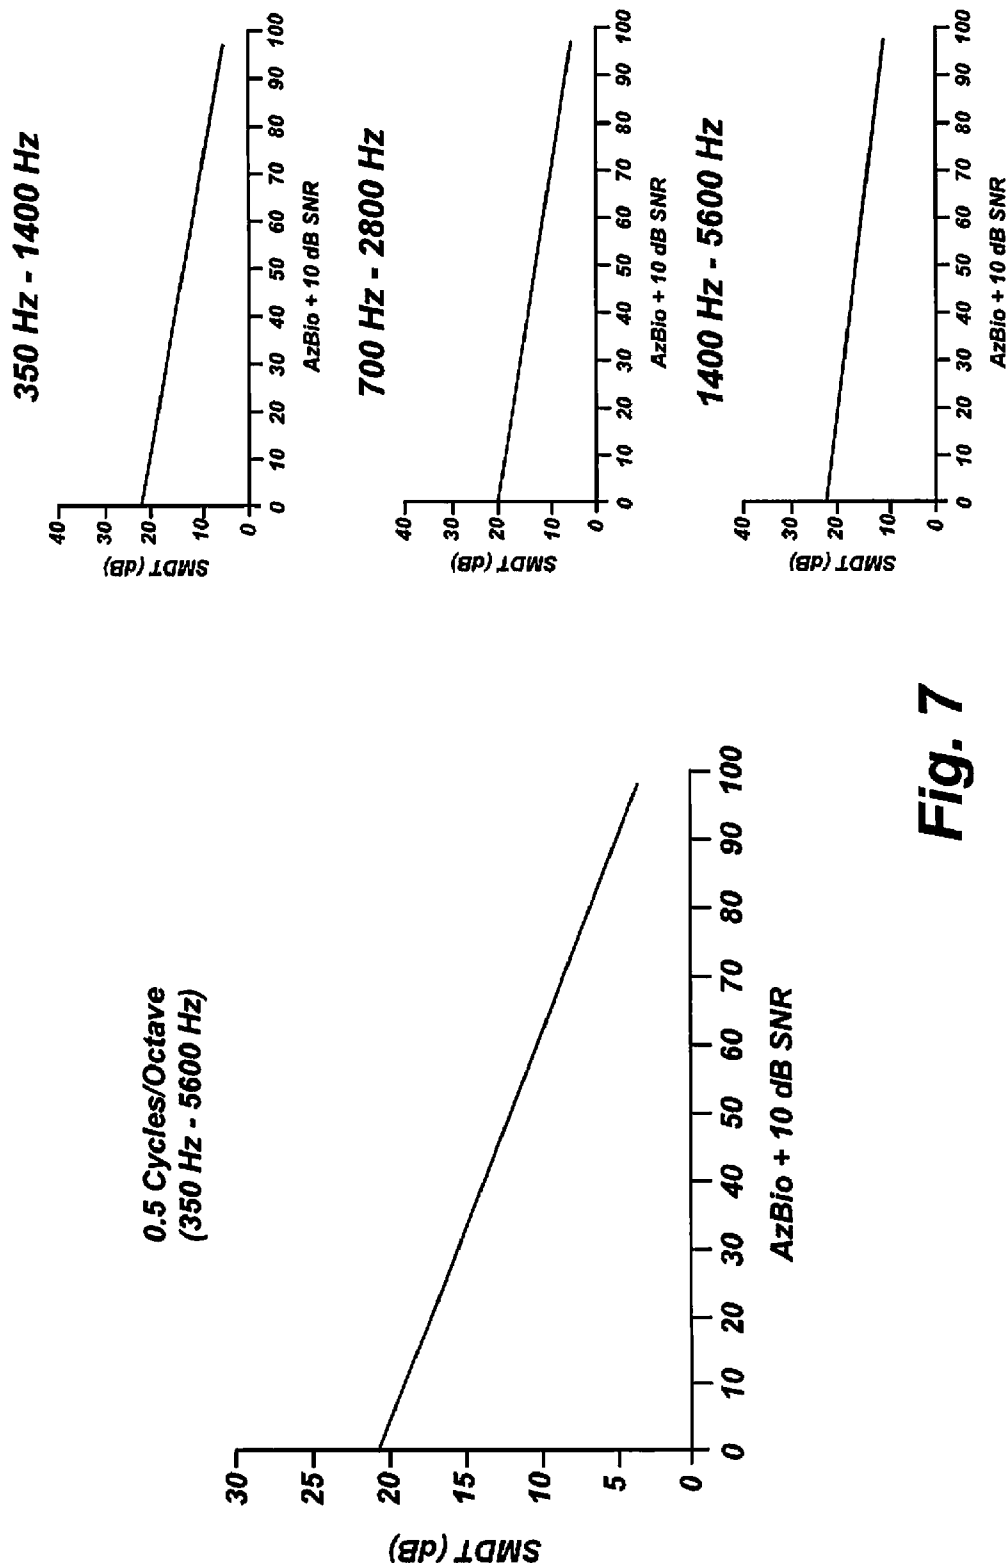 0.5 Cycles/Octave
(350 Hz - 5600 Hz)
SMDT (dB)
30
25
20
15
10
5
0
0 10 20 30 40 50 60 70 80 90 100
AzBio + 10 dB SNR
350 Hz - 1400 Hz
SMDT (dB)
40
30
20
10
0
0 10 20 30 40 50 60 70 80 90 100
AzBio + 10 dB SNR
700 Hz - 2800 Hz
SMDT (dB)
40
30
20
10
0
0 10 20 30 40 50 60 70 80 90 100
AzBio + 10 dB SNR
1400 Hz - 5600 Hz
SMDT (dB)
40
30
20
10
0
0 10 20 30 40 50 60 70 80 90 100
AzBio + 10 dB SNR
Fig. 7